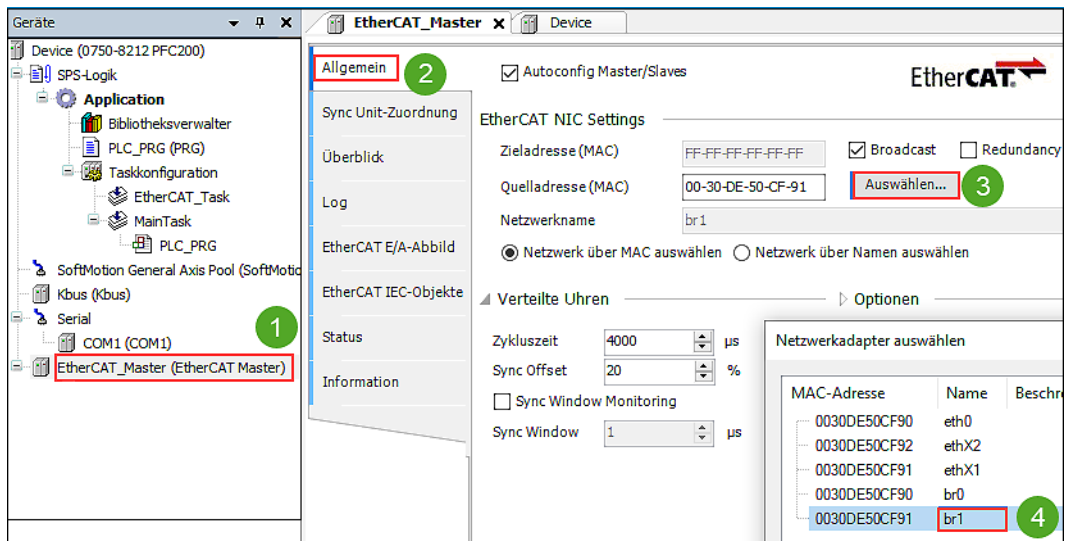 Geräte
EtherCAT_Master
Device
Device (0750-8212 PFC200)
SPS-Logik
Application
Bibliotheksverwalter
PLC_PRG (PRG)
Taskkonfiguration
EtherCAT_Task
MainTask
PLC_PRG
SoftMotion General Axis Pool (SoftMotio
Kbus (Kbus)
Serial
1
COM1 (COM1)
EtherCAT_Master (EtherCAT Master)
Allgemein
2
Sync Unit-Zuordnung
Überblick
Log
EtherCAT E/A-Abbild
EtherCAT IEC-Objekte
Status
Information
Autoconfig Master/Slaves
EtherCAT.
EtherCAT NIC Settings
Zieladresse (MAC) FF-FF-FF-FF-FF-FF Broadcast Redundancy
Quelladresse (MAC) 00-30-DE-50-CF-91 Auswählen... 3
Netzwerkname br1
Netzwerk über MAC auswählen Netzwerk über Namen auswählen
Verteilte Uhren Optionen
Zykluszeit 4000 µs
Sync Offset 20 %
Sync Window Monitoring
Sync Window 1 µs
Netzwerkadapter auswählen
MAC-Adresse Name Beschre
0030DE50CF90 eth0
0030DE50CF92 ethX2
0030DE50CF91 ethX1
0030DE50CF90 br0
0030DE50CF91 br1 4